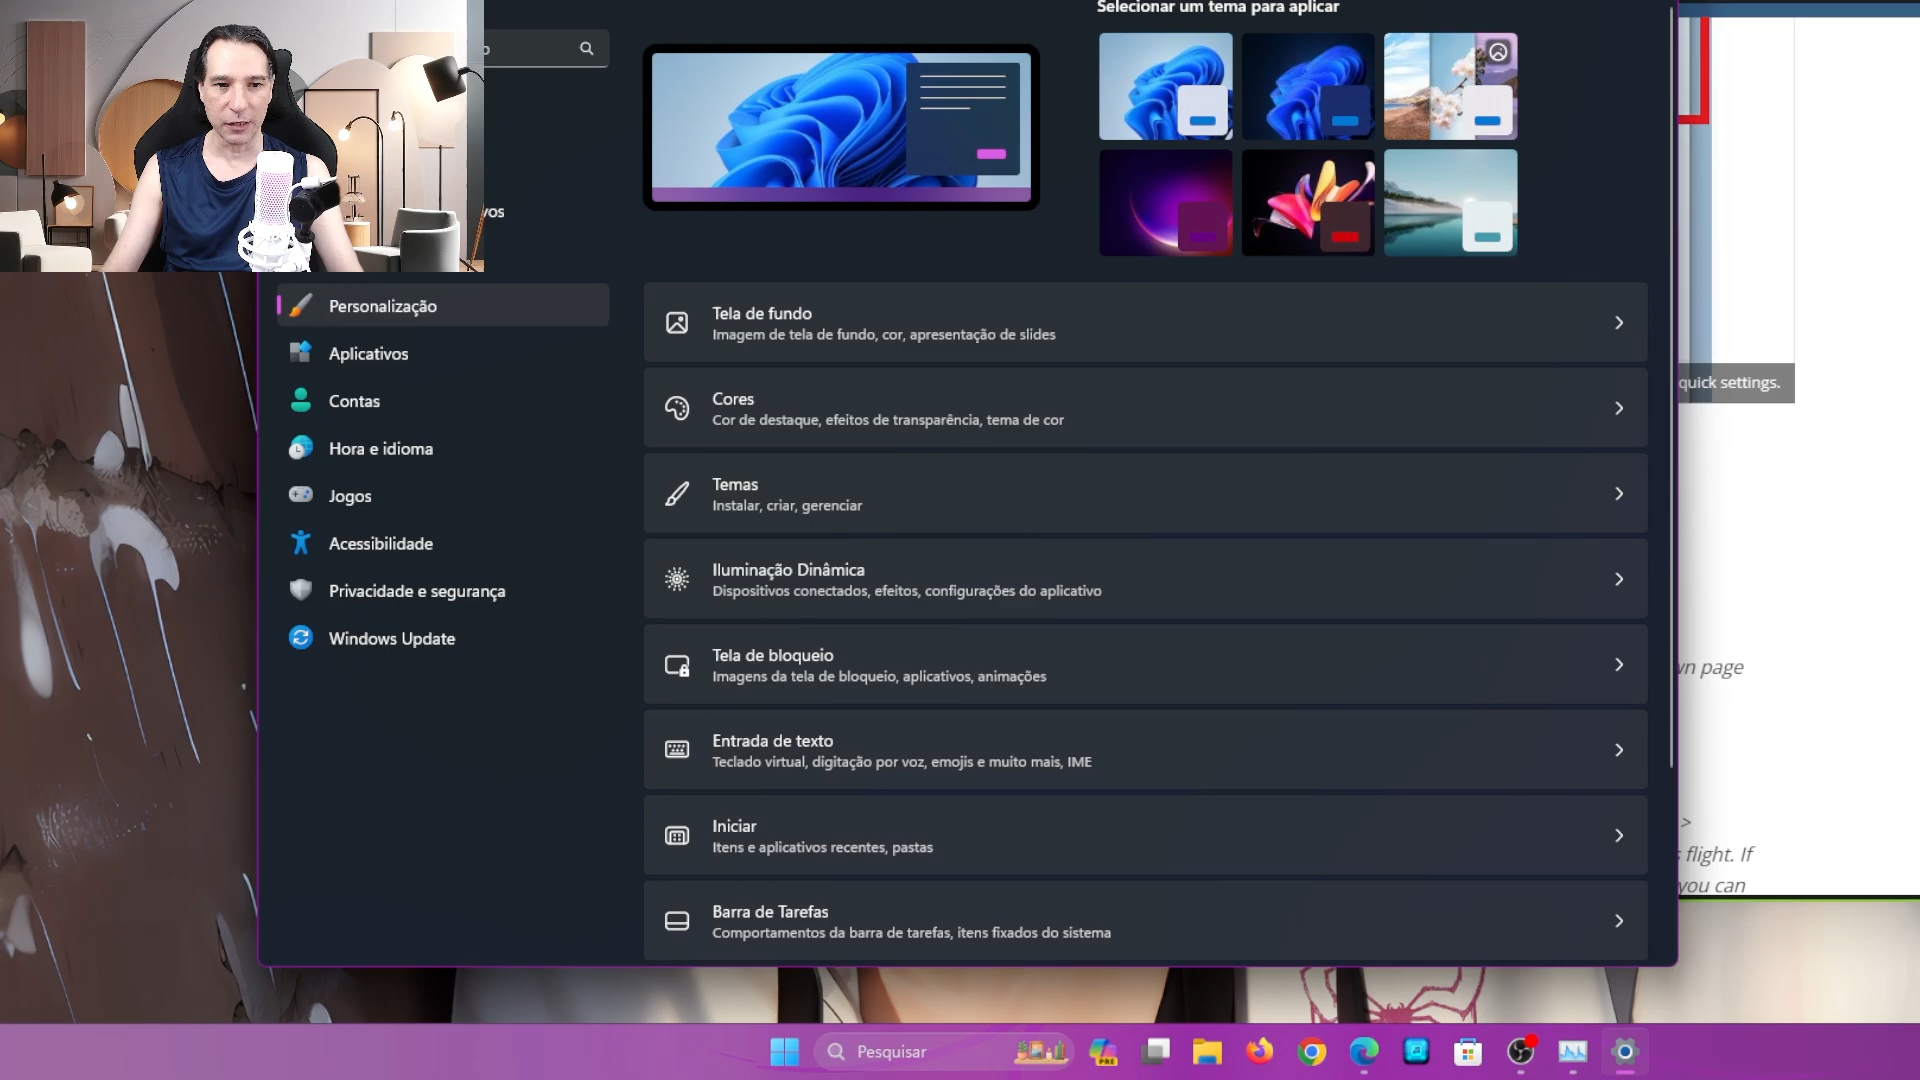 Selecionar um tema para aplicar
Personalização
Aplicativos
Contas
Hora e idioma
Jogos
Acessibilidade
Privacidade e segurança
Windows Update
Tela de fundo
Imagem de tela de fundo, cor, apresentação de slides
Cores
Cor de destaque, efeitos de transparência, tema de cor
Temas
Instalar, criar, gerenciar
Iluminação Dinâmica
Dispositivos conectados, efeitos, configurações do aplicativo
Tela de bloqueio
Imagens da tela de bloqueio, aplicativos, animações
Entrada de texto
Teclado virtual, digitação por voz, emojis e muito mais, IME
Iniciar
Itens e aplicativos recentes, pastas
Barra de Tarefas
Comportamentos da barra de tarefas, itens fixados do sistema
quick settings.
page
>
flight. If
you can
Pesquisar
PRE